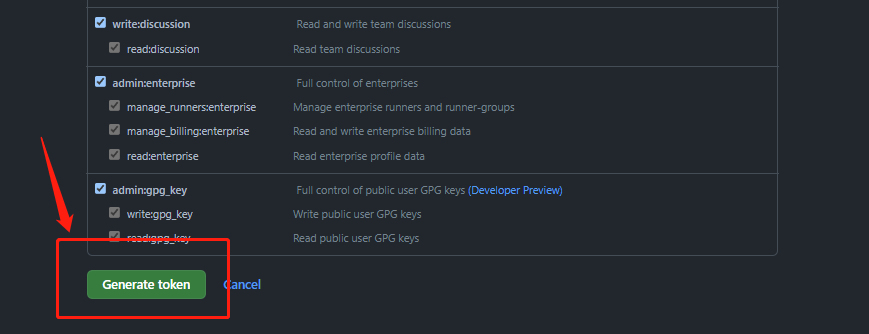 write:discussion Read and write team discussions
read:discussion Read team discussions
admin:enterprise Full control of enterprises
manage_runners:enterprise Manage enterprise runners and runner-groups
manage_billing:enterprise Read and write enterprise billing data
read:enterprise Read enterprise profile data
admin:gpg_key Full control of public user GPG keys (Developer Preview)
write:gpg_key Write public user GPG keys
read:gpg_key Read public user GPG keys
Generate token Cancel